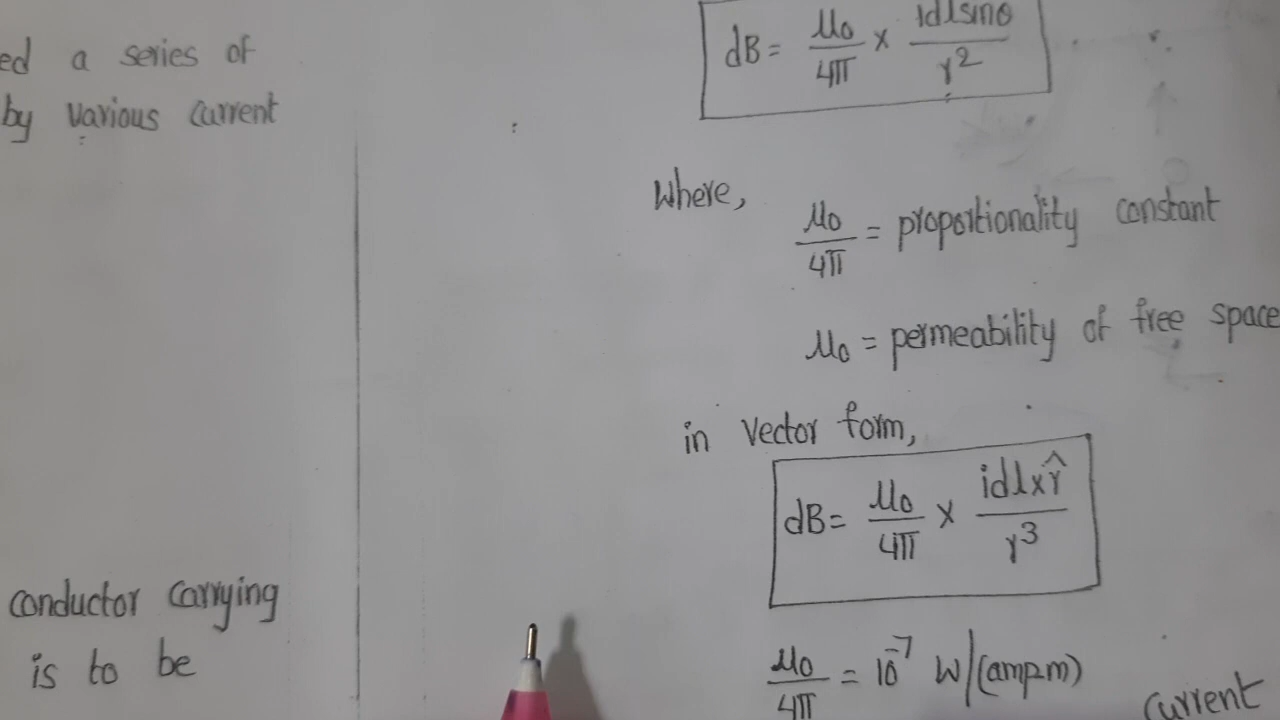 ed a series of
by various current
conductor carrying
is to be
dB = μ0/4π × idlsinθ/r²
Where,
μ0/4π = proportionality constant
μ0 = permeability of free space
in vector form,
dB = μ0/4π × idl×r̂/r³
μ0/4π = 10⁻⁷ W/(amp-m)
current